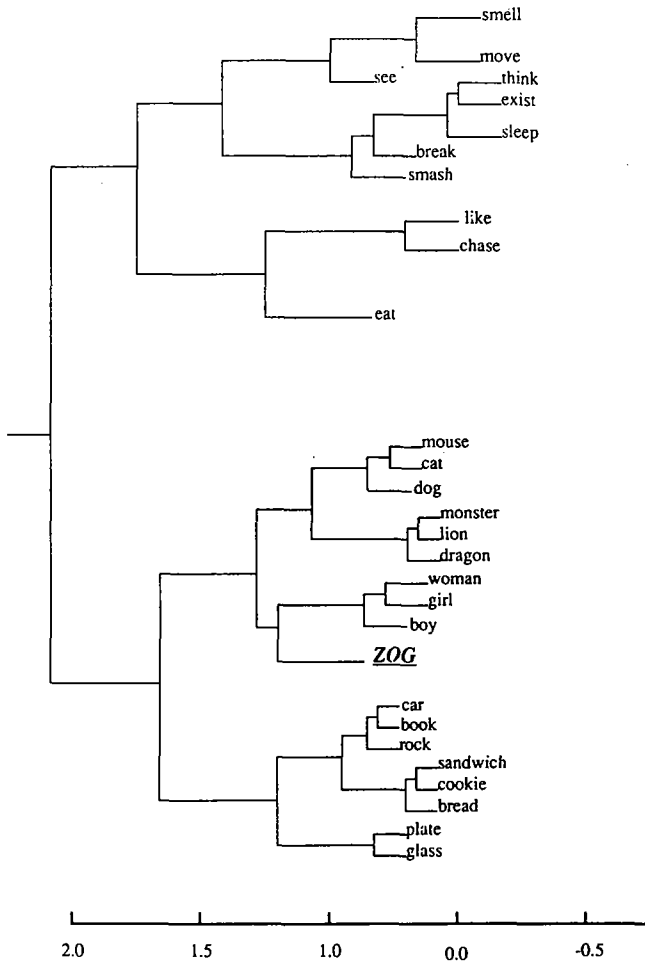 smell
move
see
think
exist
sleep
break
smash
like
chase
eat
mouse
cat
dog
monster
lion
dragon
woman
girl
boy
ZOG
car
book
rock
sandwich
cookie
bread
plate
glass
2.0 1.5 1.0 0.0 -0.5